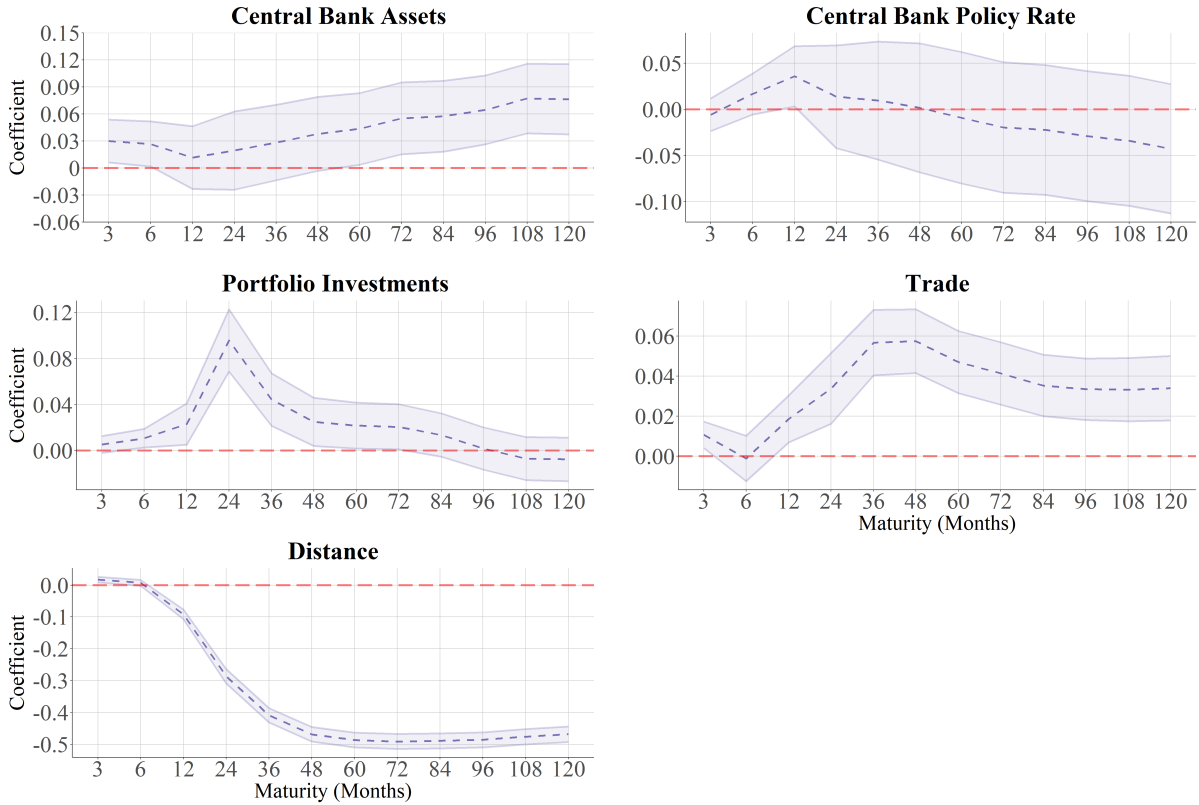 Central Bank Assets
Coefficient
0.15
0.12
0.09
0.06
0.03
0
-0.03
-0.06
3 6 12 24 36 48 60 72 84 96 108 120
Central Bank Policy Rate
0.05
0.00
-0.05
-0.10
3 6 12 24 36 48 60 72 84 96 108 120
Portfolio Investments
Coefficient
0.12
0.08
0.04
0.00
3 6 12 24 36 48 60 72 84 96 108 120
Trade
0.06
0.04
0.02
0.00
3 6 12 24 36 48 60 72 84 96 108 120
Maturity (Months)
Distance
Coefficient
0.0
-0.1
-0.2
-0.3
-0.4
-0.5
3 6 12 24 36 48 60 72 84 96 108 120
Maturity (Months)